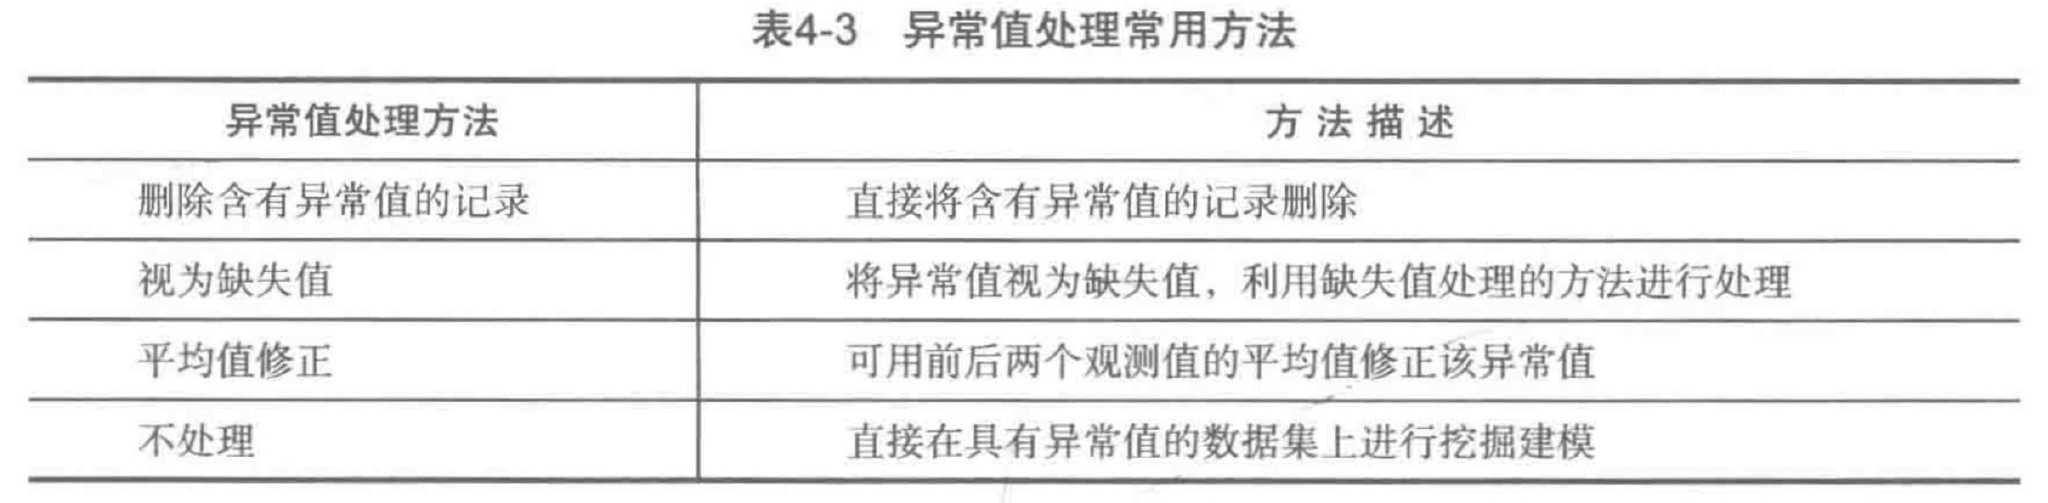 表4-3 异常值处理常用方法
异常值处理方法 方法描述
删除含有异常值的记录 直接将含有异常值的记录删除
视为缺失值 将异常值视为缺失值，利用缺失值处理的方法进行处理
平均值修正 可用前后两个观测值的平均值修正该异常值
不处理 直接在具有异常值的数据集上进行挖掘建模